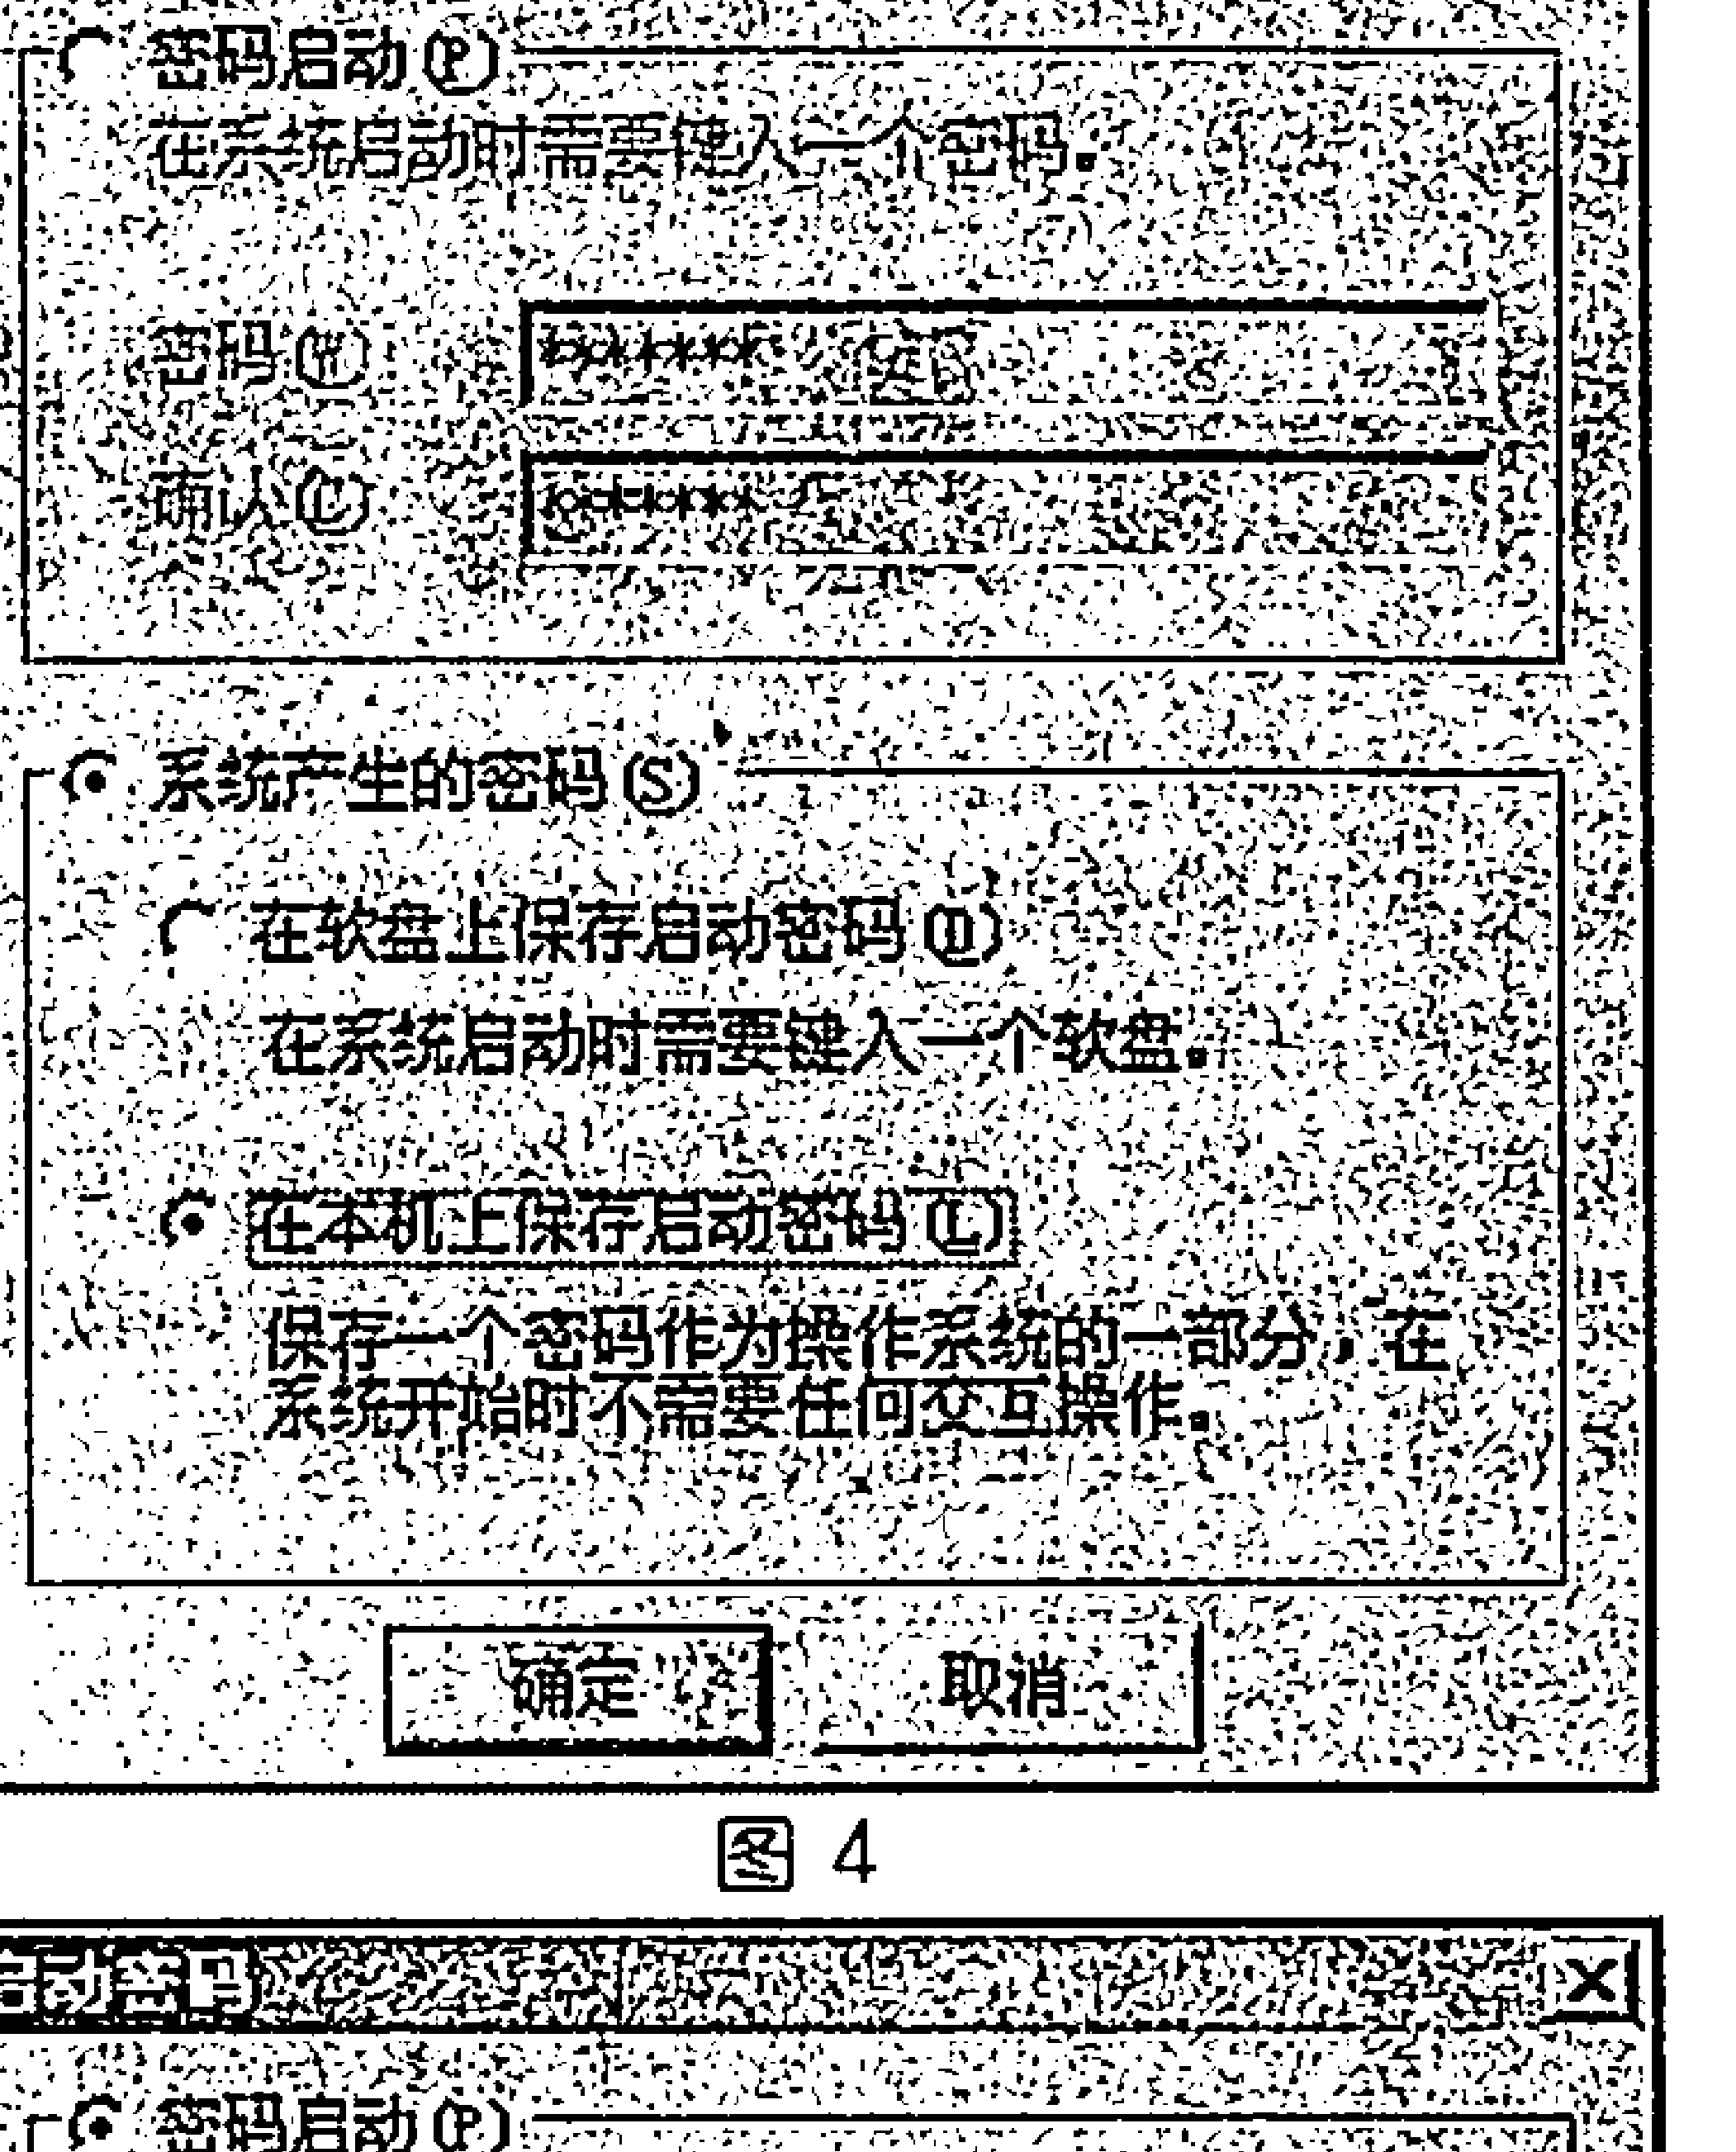 密码启动(P)
在系统启动时需要键入一个密码。
密码(W)
******
确认(C)
系统产生的密码(S)
在软盘上保存启动密码(D)
在系统启动时需要键入一个软盘。
在本机上保存启动密码(L)
保存一个密码作为操作系统的一部分，在
系统开始时不需要任何交互操作。
确定
取消
图 4
启动密码
密码启动(P)